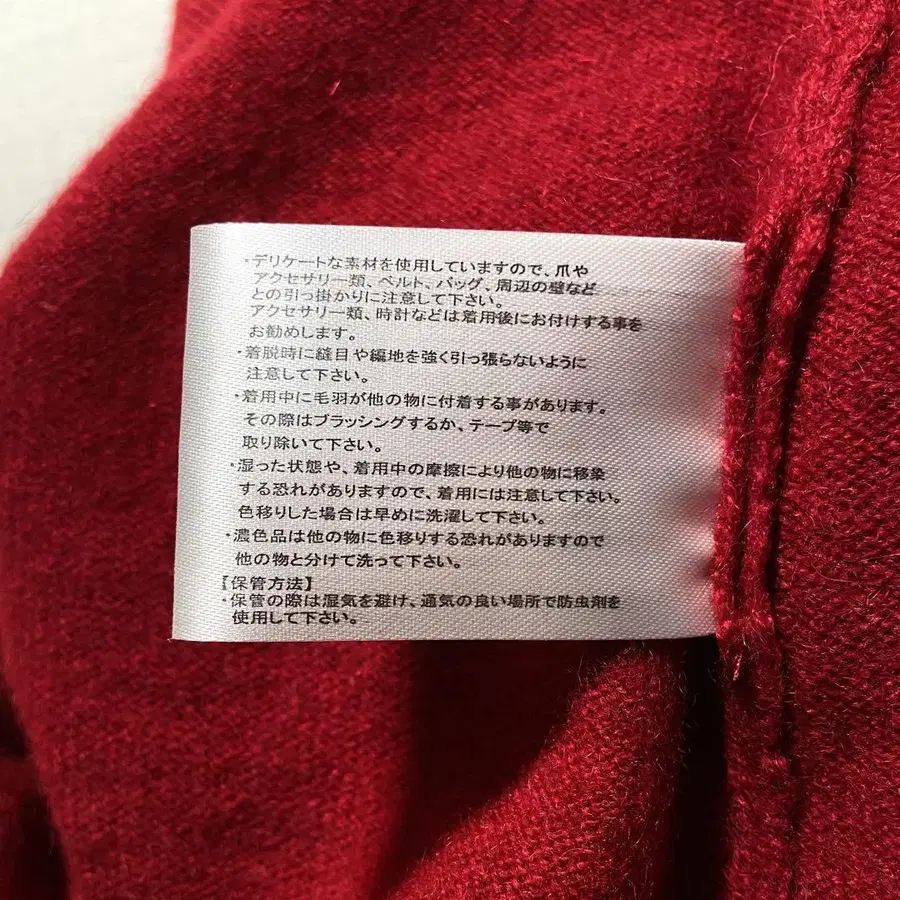 ・デリケートな素材を使用していますので、爪や
アクセサリー類、ベルト、バッグ、周辺の壁など
との引っ掛かりに注意して下さい。
アクセサリー類、時計などは着用後にお付けする事を
お勧めします。
・着脱時に縫目や編地を強く引っ張らないように
注意して下さい。
・着用中に毛羽が他の物に付着する事があります。
その際はブラッシングするか、テープ等で
取り除いて下さい。
・湿った状態や、着用中の摩擦により他の物に移染
する恐れがありますので、着用には注意して下さい。
色移りした場合は早めに洗濯して下さい。
・濃色品は他の物に色移りする恐れがありますので
他の物と分けて洗って下さい。
【保管方法】
・保管の際は湿気を避け、通気の良い場所で防虫剤を
使用して下さい。